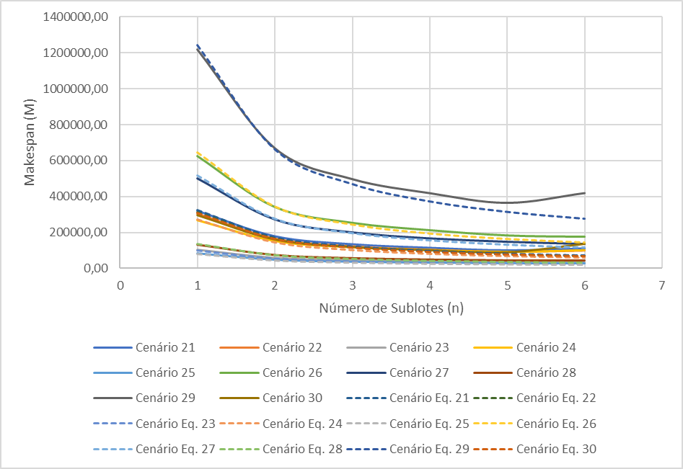 1400000,00
1200000,00
1000000,00
800000,00
600000,00
400000,00
200000,00
0,00
Makespan (M)
0 1 2 3 4 5 6 7
Número de Sublotes (n)
Cenário 21 Cenário 22 Cenário 23 Cenário 24
Cenário 25 Cenário 26 Cenário 27 Cenário 28
Cenário 29 Cenário 30 Cenário Eq. 21 Cenário Eq. 22
Cenário Eq. 23 Cenário Eq. 24 Cenário Eq. 25 Cenário Eq. 26
Cenário Eq. 27 Cenário Eq. 28 Cenário Eq. 29 Cenário Eq. 30